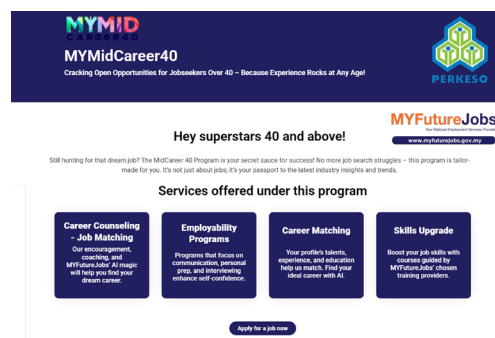 MYMID
CAREER40
MYMidCareer40
Cracking Open Opportunities for Jobseekers Over 40 – Because Experience Rocks at Any Age!
PERKESO
MYFutureJobs
Your National Employment Services Provider
www.myfuturejobs.gov.my
Hey superstars 40 and above!
Still hunting for that dream job? The MidCareer 40 Program is your secret sauce for success! No more job search struggles – this program is tailor-
made for you. It's not just about jobs; it's your passport to the latest industry insights and trends.
Services offered under this program
Career Counseling
- Job Matching
Our encouragement,
coaching, and
MYFutureJobs' AI magic
will help you find your
dream career.
Employability
Programs
Programs that focus on
communication, personal
prep, and interviewing
enhance self-confidence.
Career Matching
Your profile's talents,
experience, and education
help us match. Find your
ideal career with AI.
Skills Upgrade
Boost your job skills with
courses guided by
MYFutureJobs' chosen
training providers.
Apply for a job now